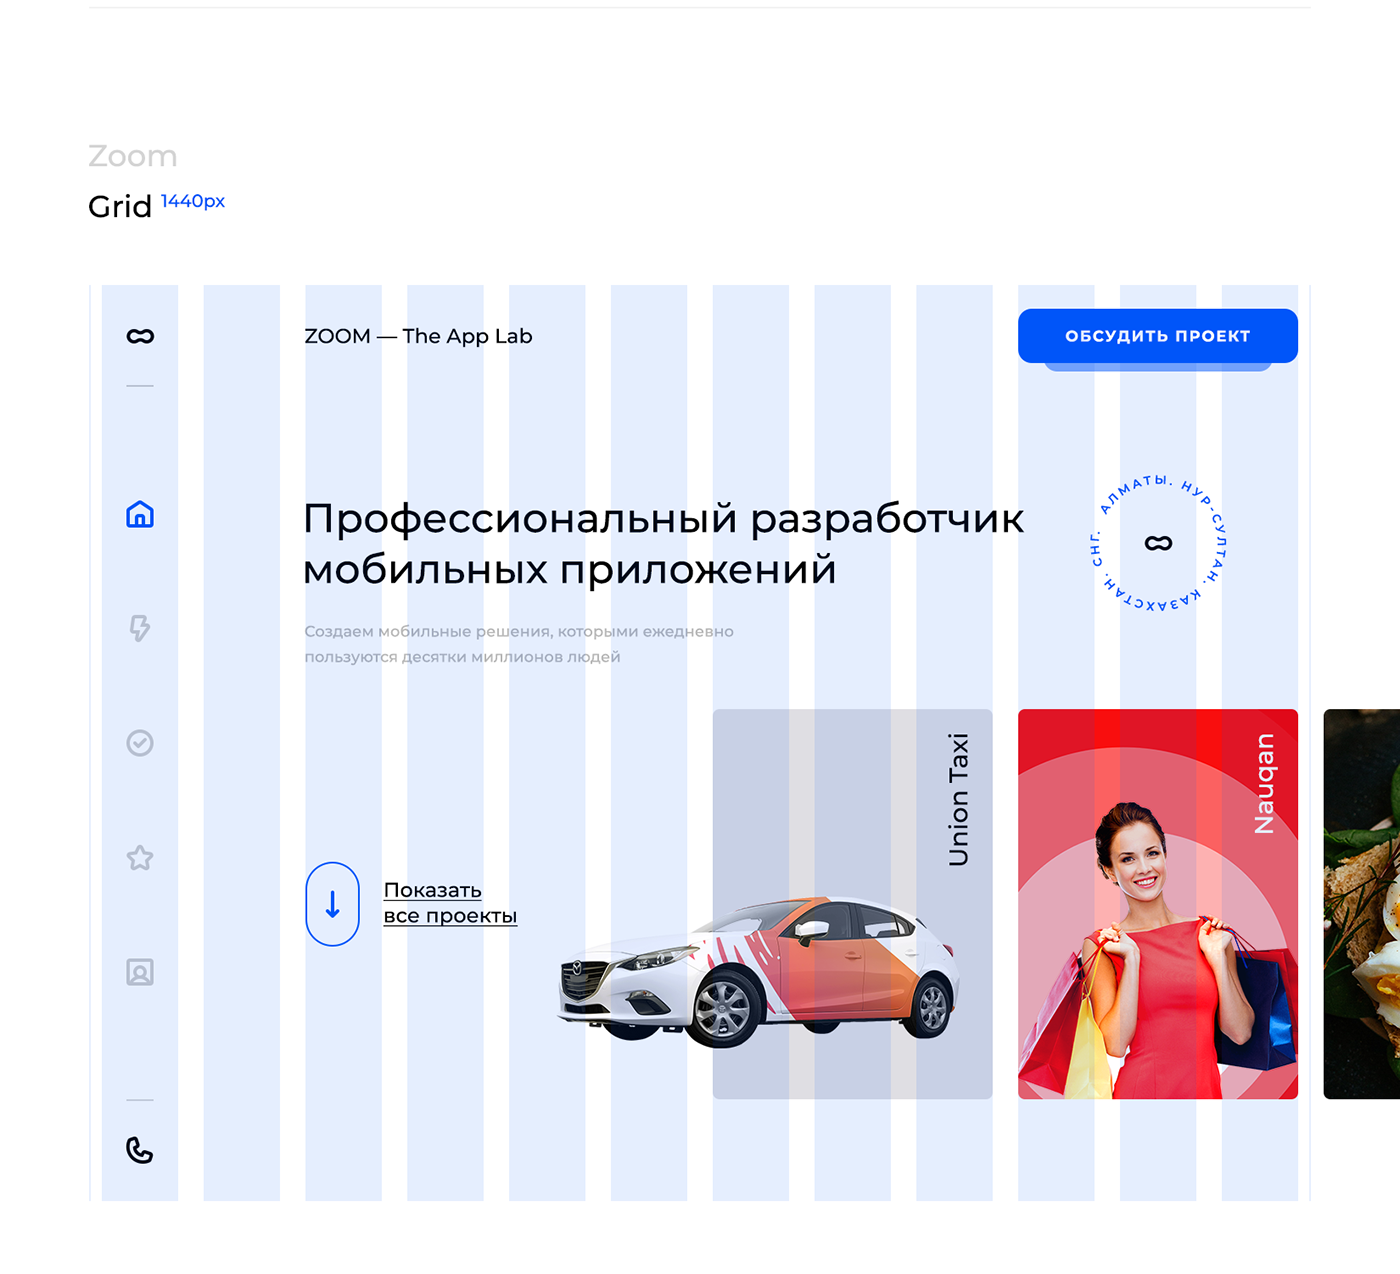 Zoom
Grid 1440px
ZOOM — The App Lab
ОБСУДИТЬ ПРОЕКТ
Профессиональный разработчик
мобильных приложений
АЛМАТЫ. НУР-СУЛТАН. КАЗАХСТАН. СНГ.
Создаем мобильные решения, которыми ежедневно
пользуются десятки миллионов людей
Union Taxi
Nauqan
Показать
все проекты